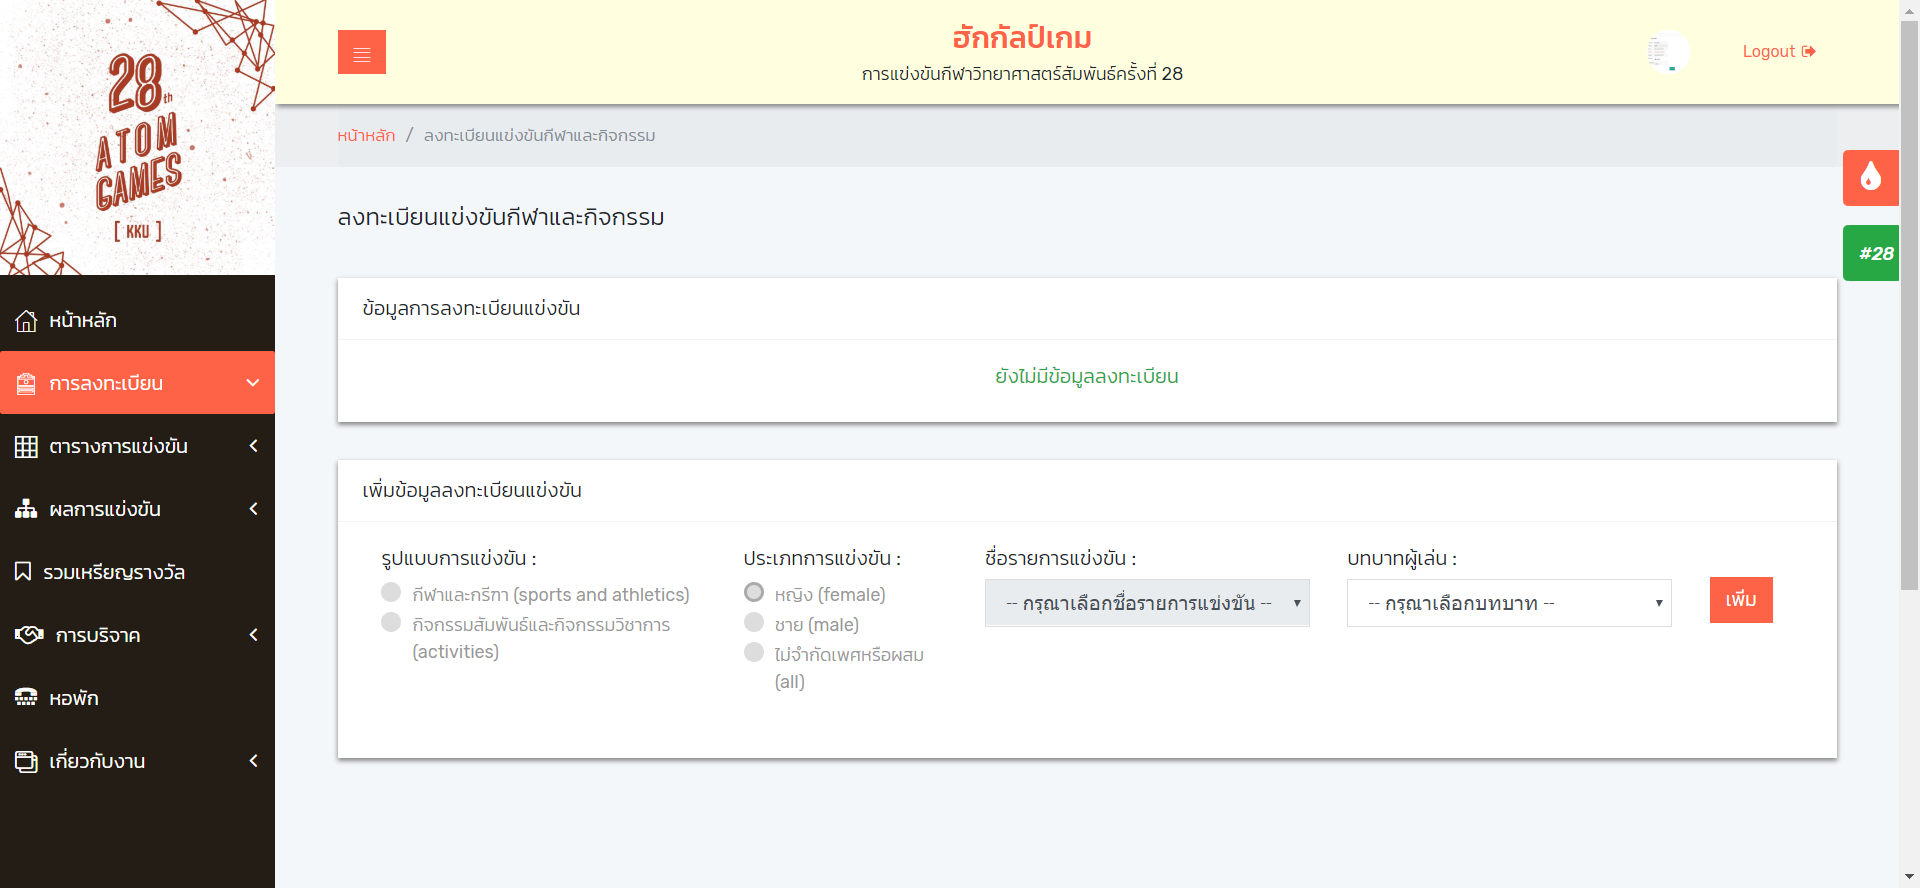 28th
ATOM
GAMES
[ KKU ]
หน้าหลัก
การลงทะเบียน
ตารางการแข่งขัน
ผลการแข่งขัน
รวมเหรียญรางวัล
การบริจาค
หอพัก
เกี่ยวกับงาน
ฮักกัลป์เกม
การแข่งขันกีฬาวิทยาศาสตร์สัมพันธ์ครั้งที่ 28
Logout
หน้าหลัก / ลงทะเบียนแข่งขันกีฬาและกิจกรรม
#28
ลงทะเบียนแข่งขันกีฬาและกิจกรรม
ข้อมูลการลงทะเบียนแข่งขัน
ยังไม่มีข้อมูลลงทะเบียน
เพิ่มข้อมูลลงทะเบียนแข่งขัน
รูปแบบการแข่งขัน :
กีฬาและกรีฑา (sports and athletics)
กิจกรรมสัมพันธ์และกิจกรรมวิชาการ
(activities)
ประเภทการแข่งขัน :
หญิง (female)
ชาย (male)
ไม่จำกัดเพศหรือผสม
(all)
ชื่อรายการแข่งขัน :
-- กรุณาเลือกชื่อรายการแข่งขัน --
บทบาทผู้เล่น :
-- กรุณาเลือกบทบาท --
เพิ่ม